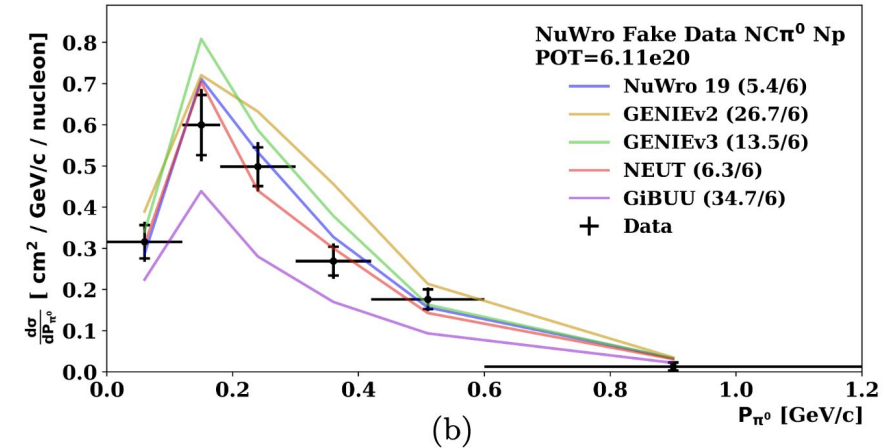 NuWro Fake Data NCπ⁰ Np
POT=6.11e20
NuWro 19 (5.4/6)
GENIEv2 (26.7/6)
GENIEv3 (13.5/6)
NEUT (6.3/6)
GiBUU (34.7/6)
Data
dσ/dP_π⁰ [ cm² / GeV/c / nucleon]
0.8
0.7
0.6
0.5
0.4
0.3
0.2
0.1
0.0
0.0 0.2 0.4 0.6 0.8 1.0 1.2
P_π⁰ [GeV/c]
(b)